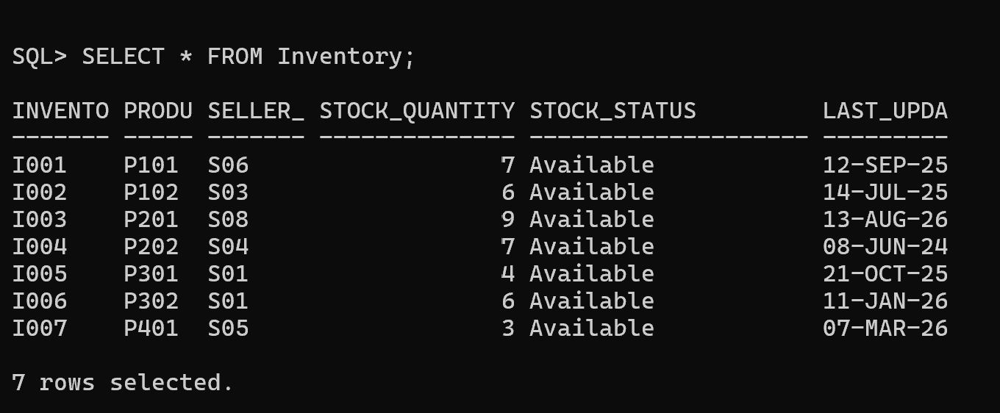 SQL> SELECT * FROM Inventory;
INVENTO PRODU SELLER_ STOCK_QUANTITY STOCK_STATUS         LAST_UPDA
------- ----- ------- -------------- -------------------- ---------
I001    P101  S06                  7 Available            12-SEP-25
I002    P102  S03                  6 Available            14-JUL-25
I003    P201  S08                  9 Available            13-AUG-26
I004    P202  S04                  7 Available            08-JUN-24
I005    P301  S01                  4 Available            21-OCT-25
I006    P302  S01                  6 Available            11-JAN-26
I007    P401  S05                  3 Available            07-MAR-26
7 rows selected.